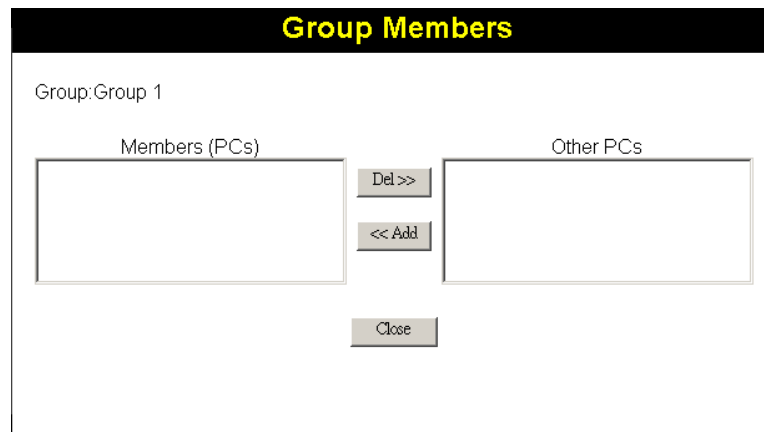 Group Members
Group:Group 1
Members (PCs)
Other PCs
Del >>
<< Add
Close